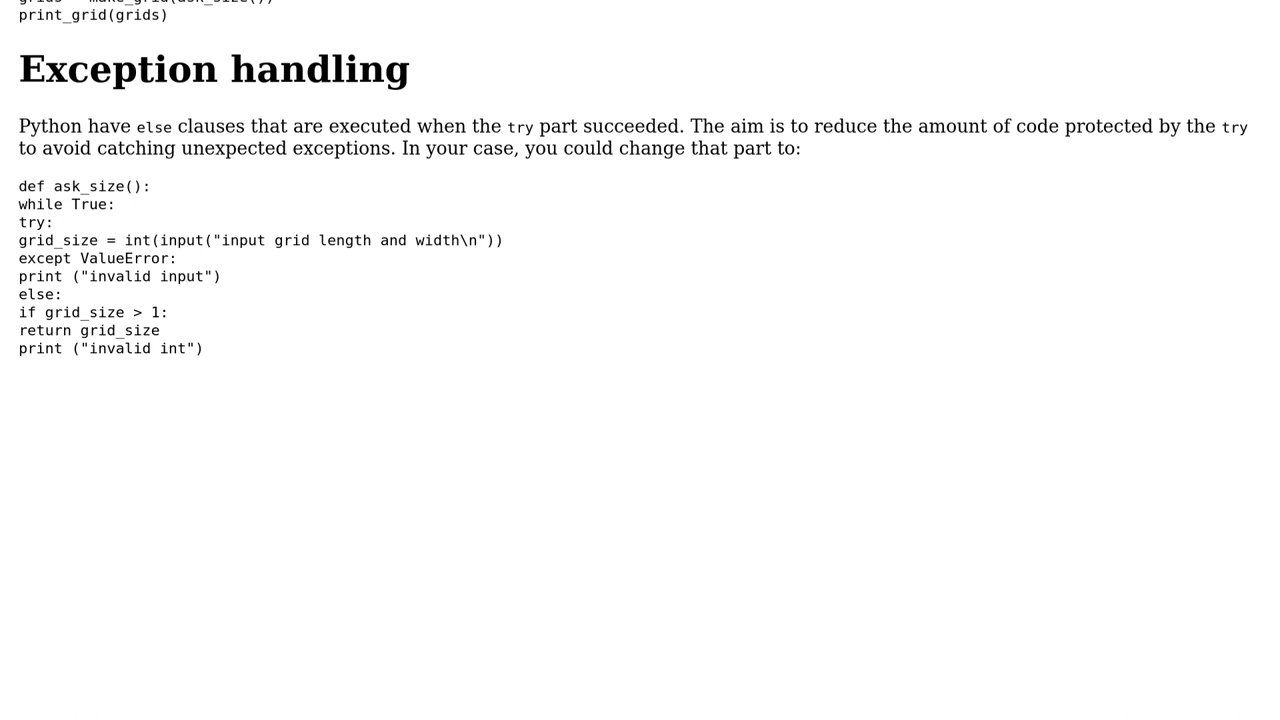 grids = make_grid(ask_size())
print_grid(grids)
Exception handling
Python have else clauses that are executed when the try part succeeded. The aim is to reduce the amount of code protected by the try
to avoid catching unexpected exceptions. In your case, you could change that part to:
def ask_size():
while True:
try:
grid_size = int(input("input grid length and width\n"))
except ValueError:
print ("invalid input")
else:
if grid_size > 1:
return grid_size
print ("invalid int")